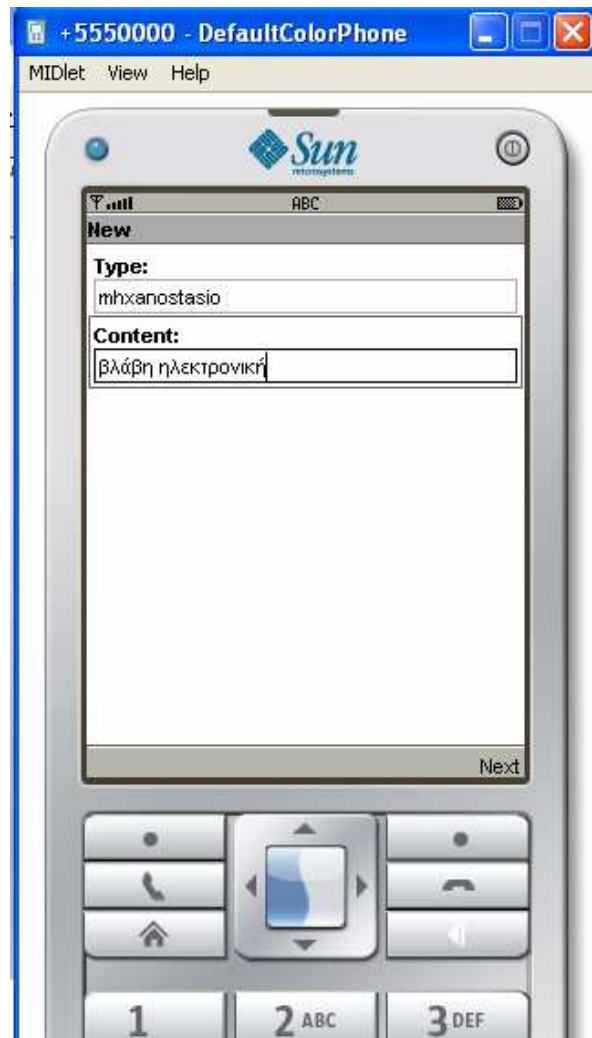 +5550000 - DefaultColorPhone
MIDlet View Help
Sun
microsystems
ABC
New
Type:
mhxanostasio
Content:
βλάβη ηλεκτρονική
Next
1
2 ABC
3 DEF